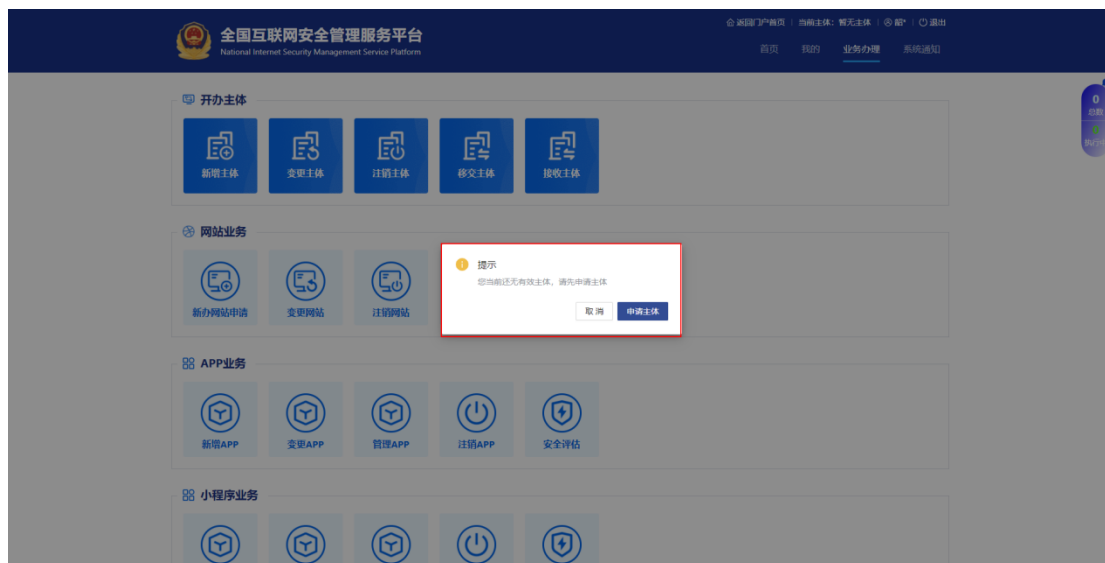 全国互联网安全管理服务平台
National Internet Security Management Service Platform
返回门户首页 当前主体：暂无主体 退出
首页 我的 业务办理 系统通知
0
总数
0
开办主体
新增主体 变更主体 注销主体 移交主体 接收主体
网站业务
新办网站申请 变更网站 注销网站
提示
您当前还无有效主体，请先申请主体
取消 申请主体
APP业务
新增APP 变更APP 管理APP 注销APP 安全评估
小程序业务